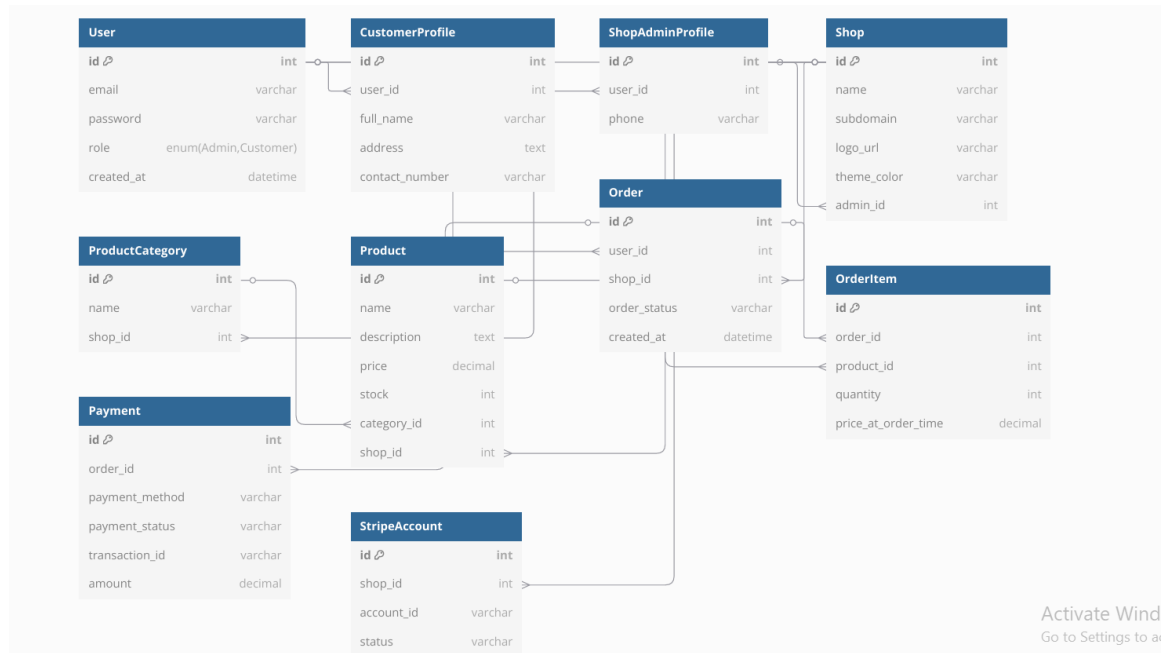 User
id int
email varchar
password varchar
role enum(Admin,Customer)
created_at datetime
CustomerProfile
id int
user_id int
full_name varchar
address text
contact_number varchar
ShopAdminProfile
id int
user_id int
phone varchar
Shop
id int
name varchar
subdomain varchar
logo_url varchar
theme_color varchar
admin_id int
Order
id int
user_id int
shop_id int
order_status varchar
created_at datetime
ProductCategory
id int
name varchar
shop_id int
Product
id int
name varchar
description text
price decimal
stock int
category_id int
shop_id int
OrderItem
id int
order_id int
product_id int
quantity int
price_at_order_time decimal
Payment
id int
order_id int
payment_method varchar
payment_status varchar
transaction_id varchar
amount decimal
StripeAccount
id int
shop_id int
account_id varchar
status varchar
Activate Wind
Go to Settings to a